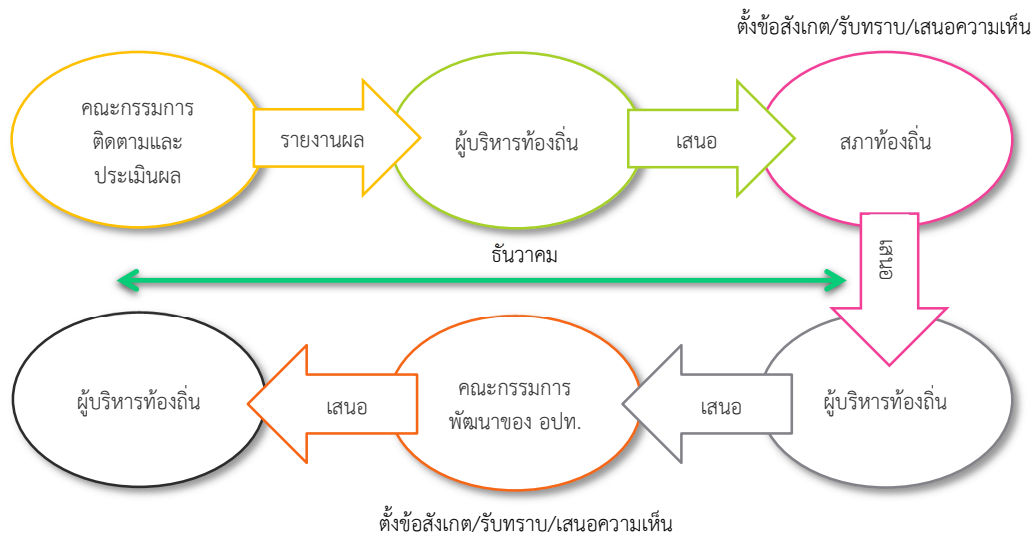 ตั้งข้อสังเกต/รับทราบ/เสนอความเห็น
คณะกรรมการ
ติดตามและ
ประเมินผล
รายงานผล
ผู้บริหารท้องถิ่น
เสนอ
สภาท้องถิ่น
เสนอ
ธันวาคม
ผู้บริหารท้องถิ่น
เสนอ
คณะกรรมการ
พัฒนาของ อปท.
เสนอ
ผู้บริหารท้องถิ่น
ตั้งข้อสังเกต/รับทราบ/เสนอความเห็น